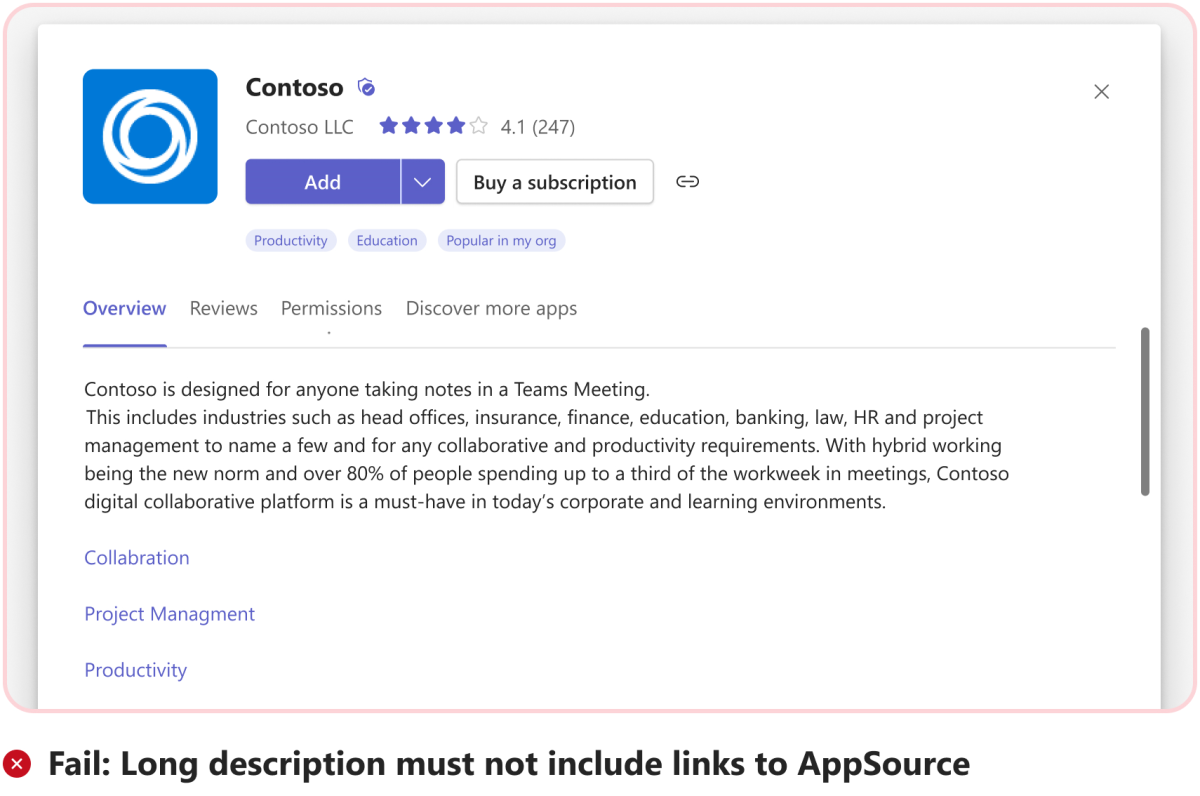 Contoso
Contoso LLC 4.1 (247)
Add Buy a subscription
Productivity Education Popular in my org
Overview Reviews Permissions Discover more apps
Contoso is designed for anyone taking notes in a Teams Meeting.
This includes industries such as head offices, insurance, finance, education, banking, law, HR and project
management to name a few and for any collaborative and productivity requirements. With hybrid working
being the new norm and over 80% of people spending up to a third of the workweek in meetings, Contoso
digital collaborative platform is a must-have in today’s corporate and learning environments.
Collabration
Project Managment
Productivity
Fail: Long description must not include links to AppSource